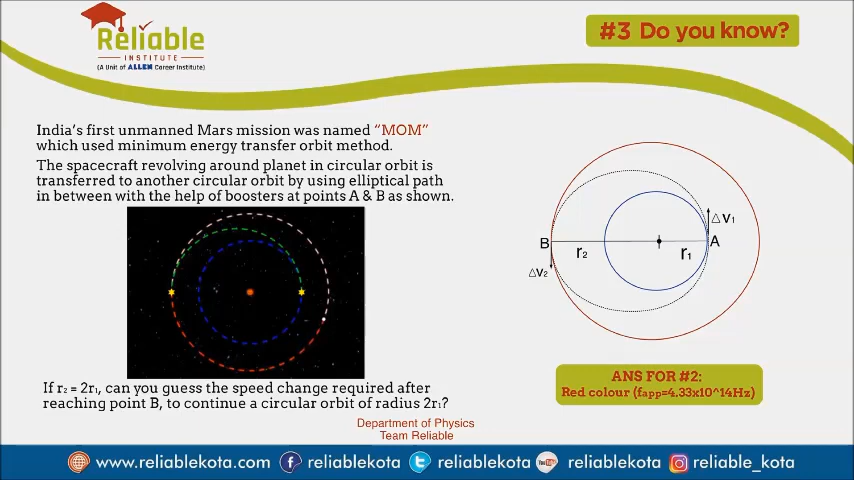 Reliable
INSTITUTE
(A Unit of ALLEN Career Institute)
#3 Do you know?
India's first unmanned Mars mission was named “MOM”
which used minimum energy transfer orbit method.
The spacecraft revolving around planet in circular orbit is
transferred to another circular orbit by using elliptical path
in between with the help of boosters at points A & B as shown.
△V₁
B
A
r₂
r₁
△V₂
If r₂ = 2r₁, can you guess the speed change required after
reaching point B, to continue a circular orbit of radius 2r₁?
ANS FOR #2:
Red colour (fapp=4.33x10^14Hz)
Department of Physics
Team Reliable
www.reliablekota.com
reliablekota
reliablekota
You Tube
reliablekota
reliable_kota